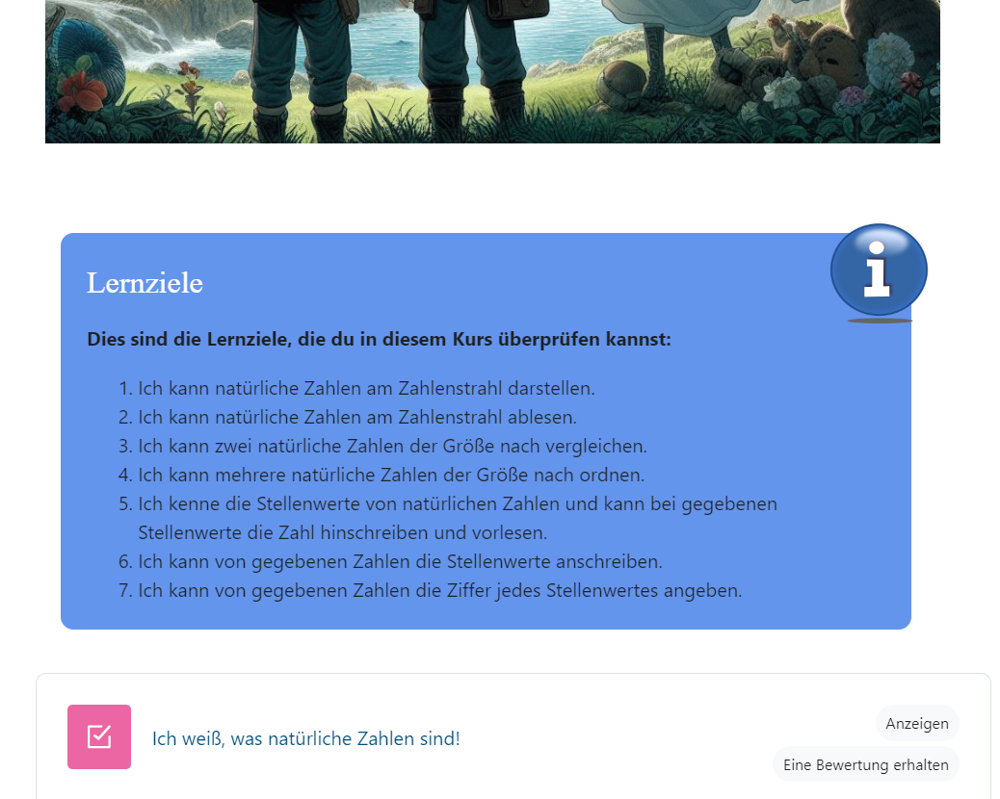 Lernziele
i
Dies sind die Lernziele, die du in diesem Kurs überprüfen kannst:
1. Ich kann natürliche Zahlen am Zahlenstrahl darstellen.
2. Ich kann natürliche Zahlen am Zahlenstrahl ablesen.
3. Ich kann zwei natürliche Zahlen der Größe nach vergleichen.
4. Ich kann mehrere natürliche Zahlen der Größe nach ordnen.
5. Ich kenne die Stellenwerte von natürlichen Zahlen und kann bei gegebenen
Stellenwerte die Zahl hinschreiben und vorlesen.
6. Ich kann von gegebenen Zahlen die Stellenwerte anschreiben.
7. Ich kann von gegebenen Zahlen die Ziffer jedes Stellenwertes angeben.
Ich weiß, was natürliche Zahlen sind!
Anzeigen
Eine Bewertung erhalten